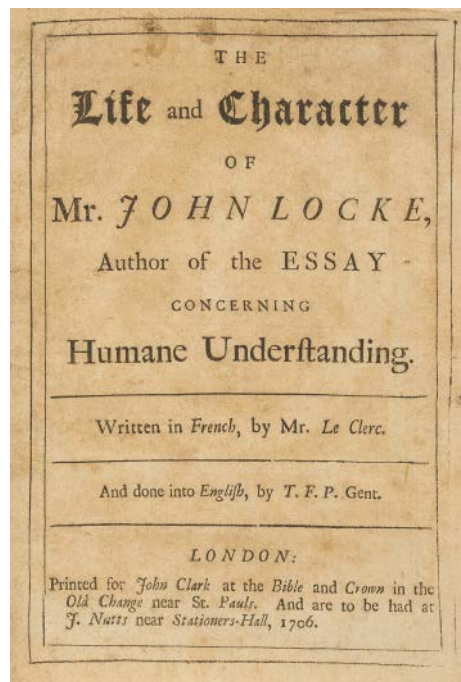 THE
Life and Character
OF
Mr. JOHN LOCKE,
Author of the ESSAY
CONCERNING
Humane Underſtanding.
Written in French, by Mr. Le Clerc.
And done into Engliſh, by T. F. P. Gent.
LONDON:
Printed for John Clark at the Bible and Crown in the
Old Change near St. Pauls. And are to be had at
J. Nutts near Stationers-Hall, 1706.